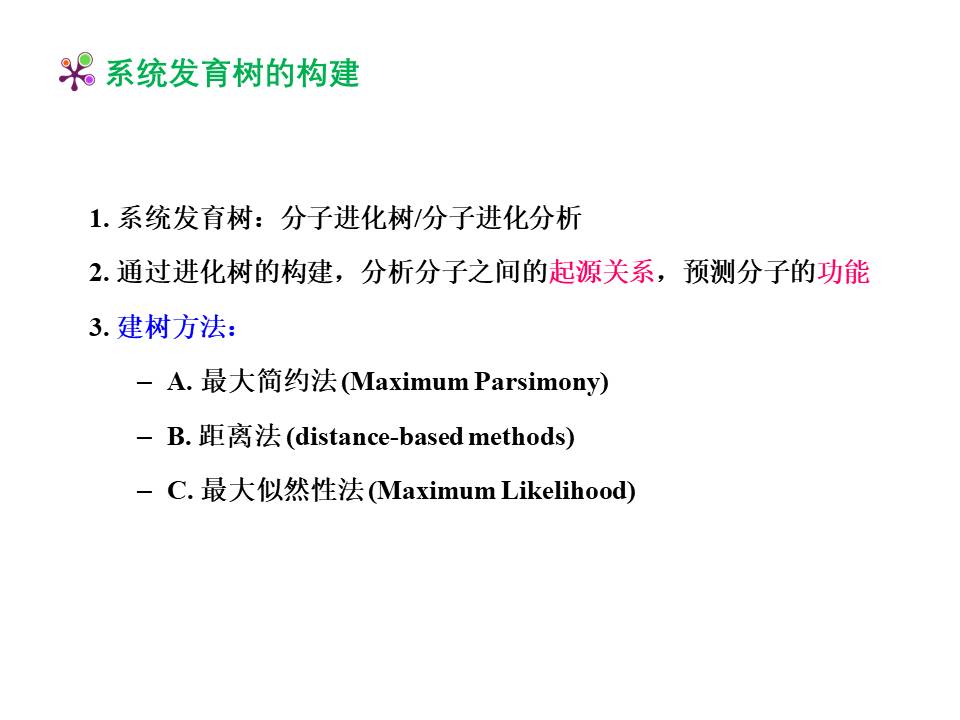 系统发育树的构建
1. 系统发育树：分子进化树/分子进化分析
2. 通过进化树的构建，分析分子之间的起源关系，预测分子的功能
3. 建树方法：
– A. 最大简约法(Maximum Parsimony)
– B. 距离法 (distance-based methods)
– C. 最大似然性法(Maximum Likelihood)